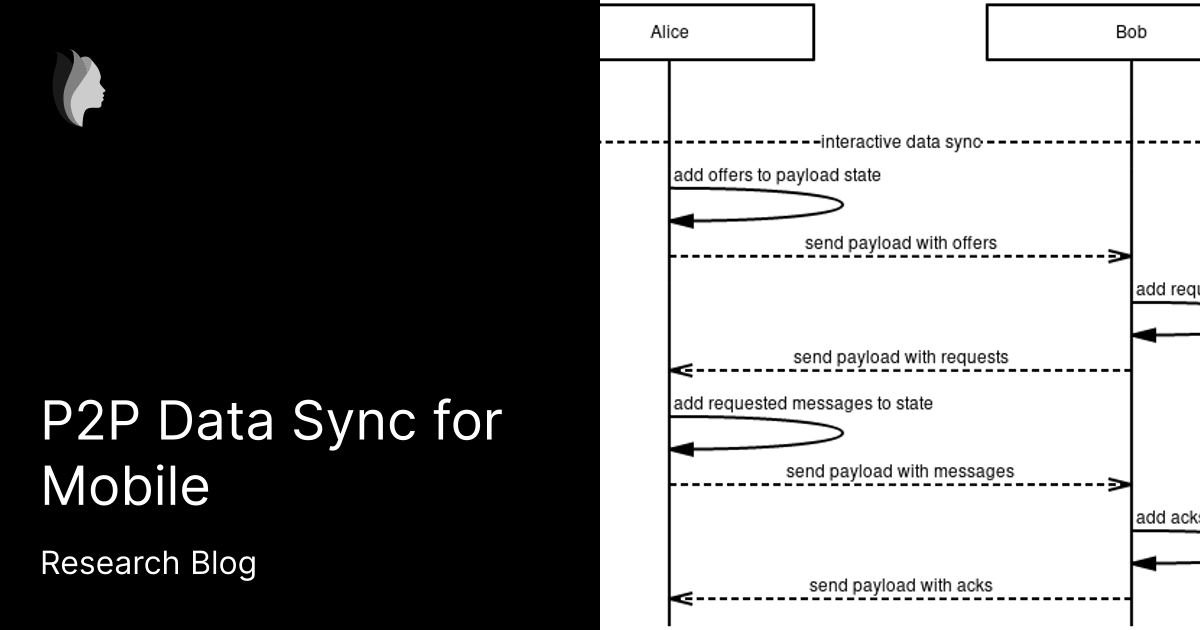 P2P Data Sync for
Mobile
Research Blog
Alice
Bob
interactive data sync
add offers to payload state
send payload with offers
add
send payload with requests
add requested messages to state
send payload with messages
add
send payload with acks